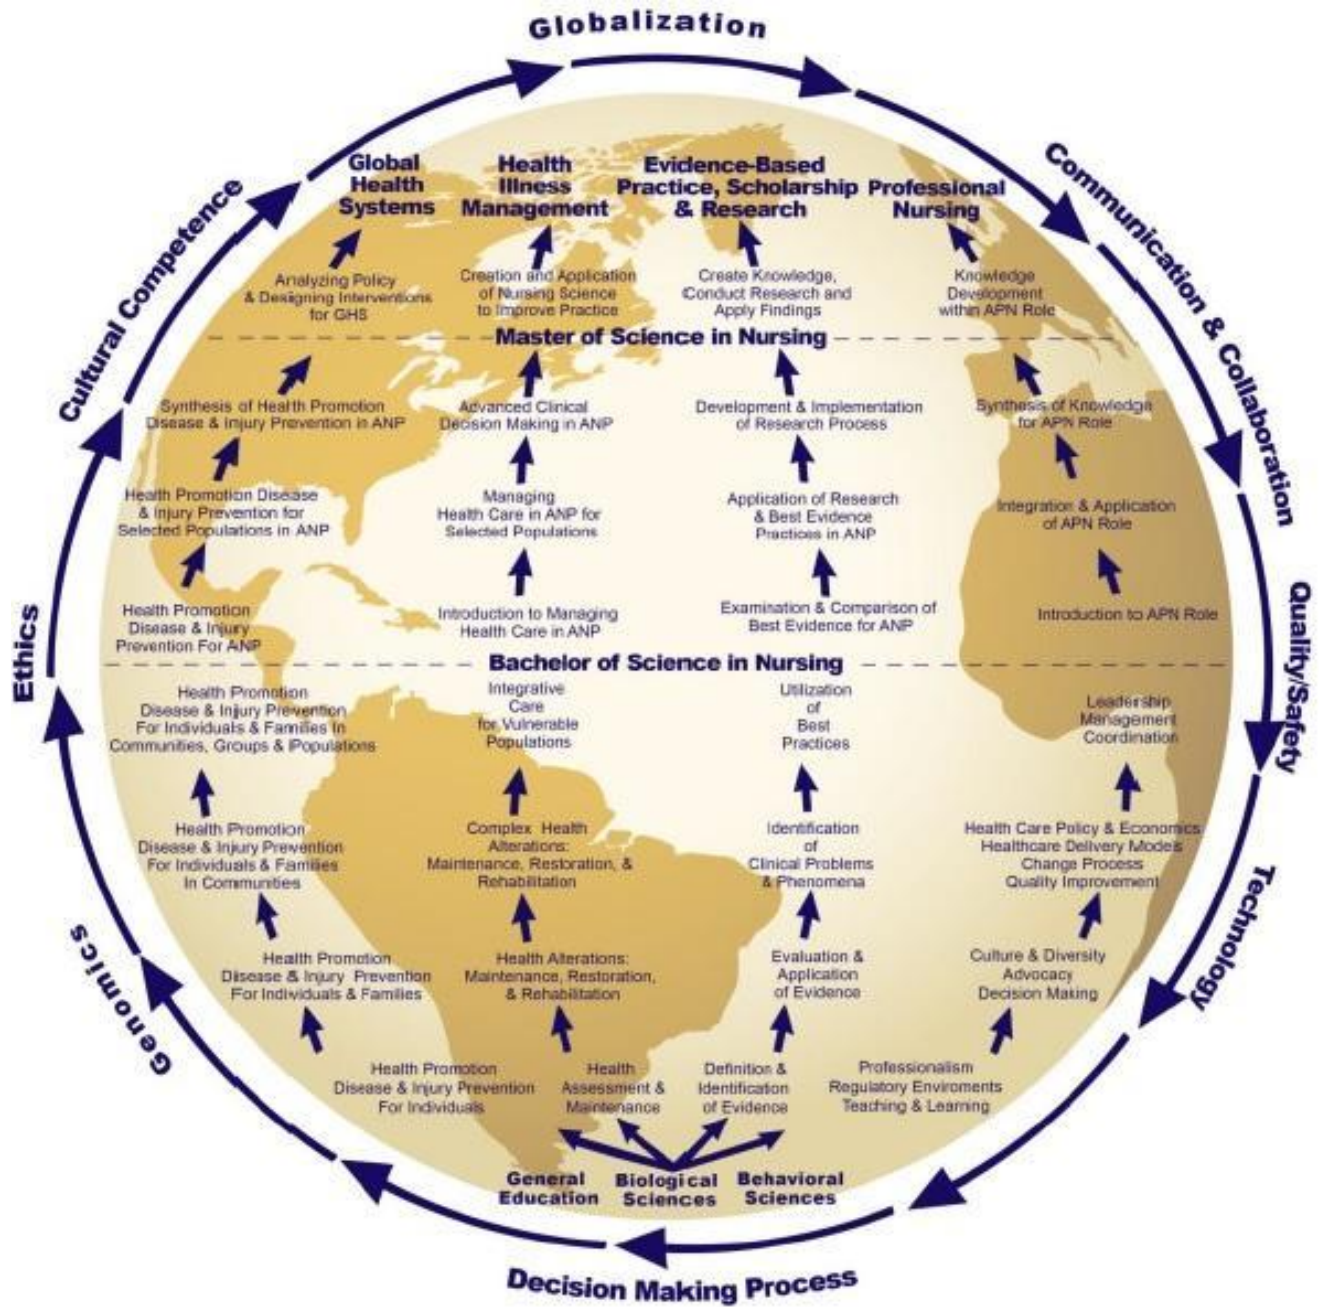 Globalization
Communication & Collaboration
Quality/Safety
Technology
Decision Making Process
Genomics
Ethics
Cultural Competence
Global
Health
Systems
Health
Illness
Management
Evidence-Based
Practice, Scholarship
& Research
Professional
Nursing
Analyzing Policy
& Designing Interventions
for GHS
Creation and Application
of Nursing Science
to Improve Practice
Create Knowledge,
Conduct Research and
Apply Findings
Knowledge
Development
within APN Role
Master of Science in Nursing
Synthesis of Health Promotion
Disease & Injury Prevention in ANP
Advanced Clinical
Decision Making in ANP
Development & Implementation
of Research Process
Synthesis of Knowledge
for APN Role
Health Promotion Disease
& Injury Prevention for
Selected Populations in ANP
Managing
Health Care in ANP for
Selected Populations
Application of Research
& Best Evidence
Practices in ANP
Integration & Application
of APN Role
Health Promotion
Disease & Injury
Prevention For ANP
Introduction to Managing
Health Care in ANP
Examination & Comparison of
Best Evidence for ANP
Introduction to APN Role
Bachelor of Science in Nursing
Health Promotion
Disease & Injury Prevention
For Individuals & Families In
Communities, Groups & Populations
Integrative
Care
for Vulnerable
Populations
Utilization
of
Best
Practices
Leadership
Management
Coordination
Health Promotion
Disease & Injury Prevention
For Individuals & Families
In Communities
Complex Health
Alterations:
Maintenance, Restoration, &
Rehabilitation
Identification
of
Clinical Problems
& Phenomena
Health Care Policy & Economics
Healthcare Delivery Models
Change Process
Quality Improvement
Health Promotion
Disease & Injury Prevention
For Individuals & Families
Health Alterations:
Maintenance, Restoration,
& Rehabilitation
Evaluation &
Application
of Evidence
Culture & Diversity
Advocacy
Decision Making
Health Promotion
Disease & Injury Prevention
For Individuals
Health
Assessment &
Maintenance
Definition &
Identification
of Evidence
Professionalism
Regulatory Enviroments
Teaching & Learning
General
Education
Biological
Sciences
Behavioral
Sciences